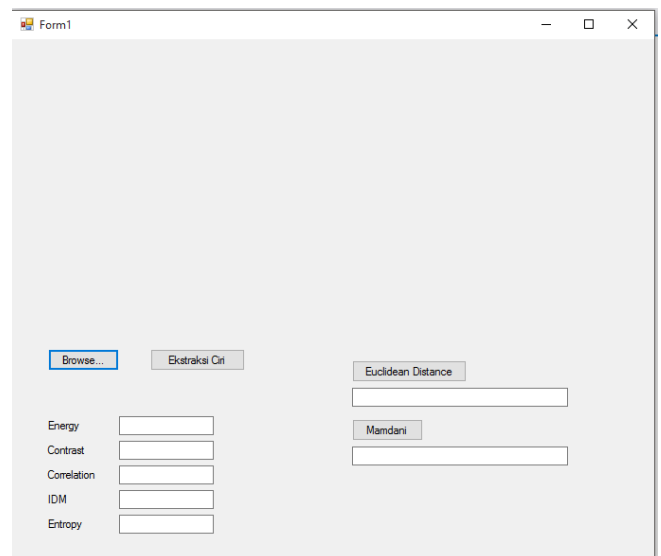 Form1
Browse...
Ekstraksi Ciri
Euclidean Distance
Energy
Mamdani
Contrast
Correlation
IDM
Entropy